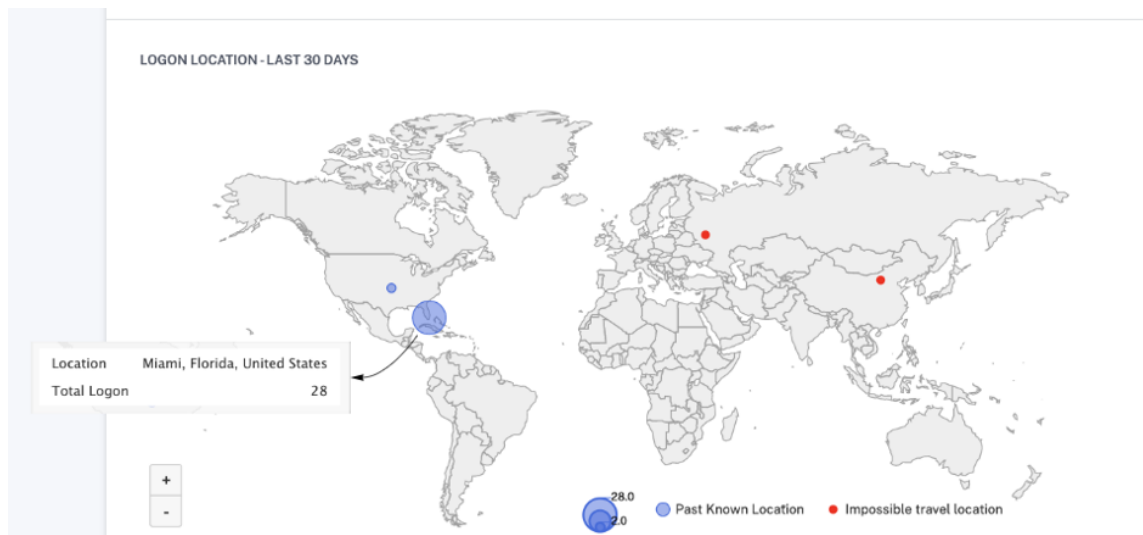 LOGON LOCATION - LAST 30 DAYS
Location Miami, Florida, United States
Total Logon 28
+
-
28.0
2.0
Past Known Location
Impossible travel location